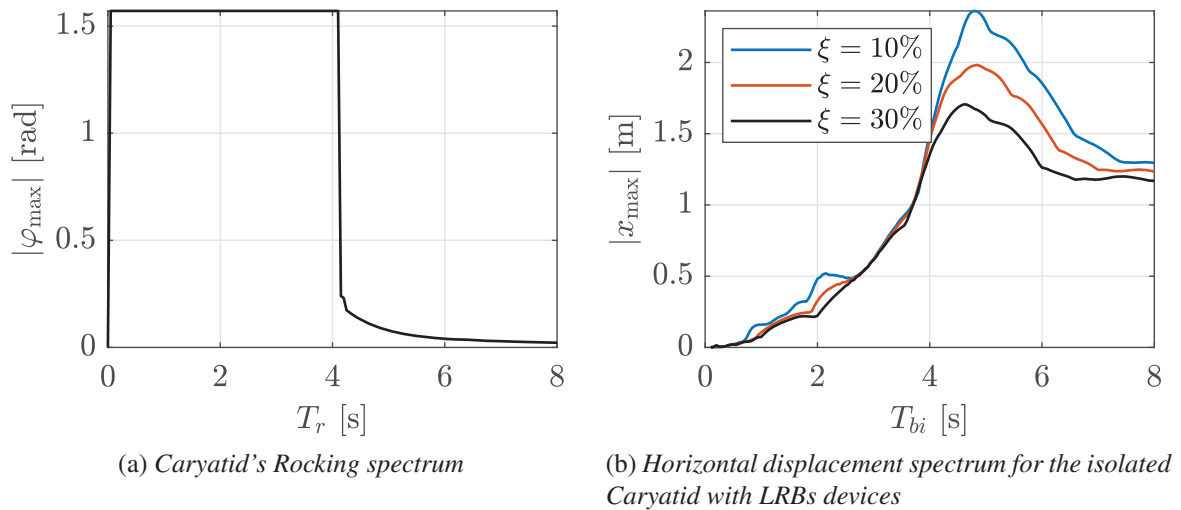 1.5
1
0.5
0
|φmax| [rad]
0 2 4 6 8
Tr [s]
(a) Caryatid's Rocking spectrum
ξ = 10%
ξ = 20%
ξ = 30%
2
1.5
1
0.5
0
|xmax| [m]
0 2 4 6 8
Tbi [s]
(b) Horizontal displacement spectrum for the isolated
Caryatid with LRBs devices